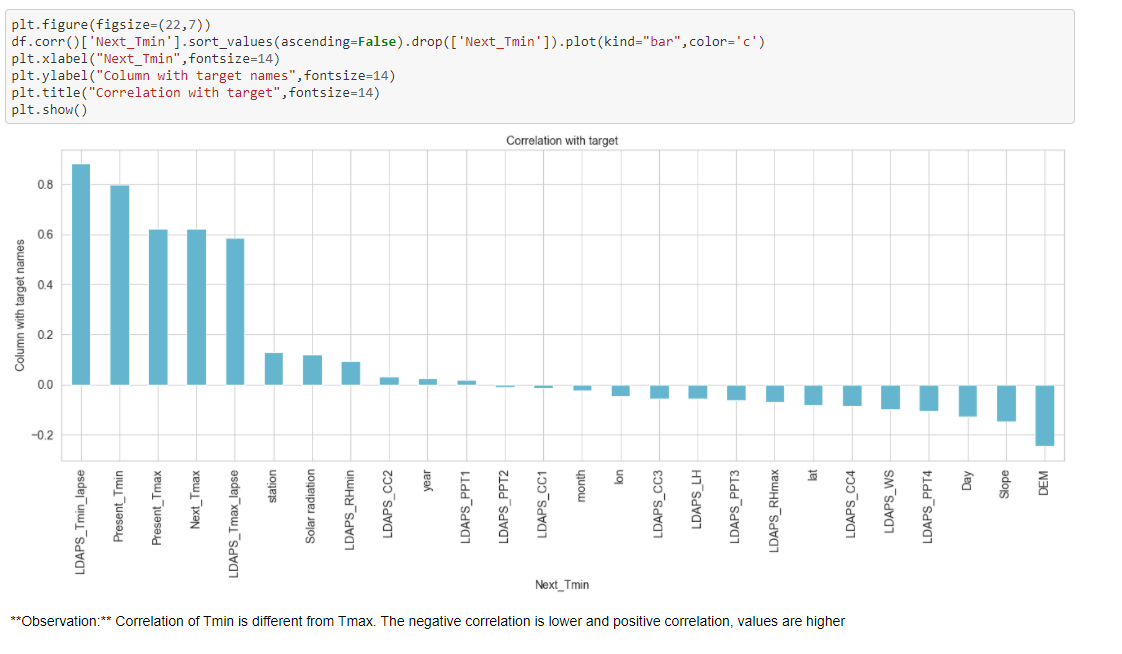 plt.figure(figsize=(22,7))
df.corr()['Next_Tmin'].sort_values(ascending=False).drop(['Next_Tmin']).plot(kind="bar",color='c')
plt.xlabel("Next_Tmin",fontsize=14)
plt.ylabel("Column with target names",fontsize=14)
plt.title("Correlation with target",fontsize=14)
plt.show()
Correlation with target
Column with target names
0.8
0.6
0.4
0.2
0.0
−0.2
LDAPS_Tmin_lapse
Present_Tmin
Present_Tmax
Next_Tmax
LDAPS_Tmax_lapse
station
Solar radiation
LDAPS_RHmin
LDAPS_CC2
year
LDAPS_PPT1
LDAPS_PPT2
LDAPS_CC1
month
lon
LDAPS_CC3
LDAPS_LH
LDAPS_PPT3
LDAPS_RHmax
lat
LDAPS_CC4
LDAPS_WS
LDAPS_PPT4
Day
Slope
DEM
Next_Tmin
**Observation:** Correlation of Tmin is different from Tmax. The negative correlation is lower and positive correlation, values are higher